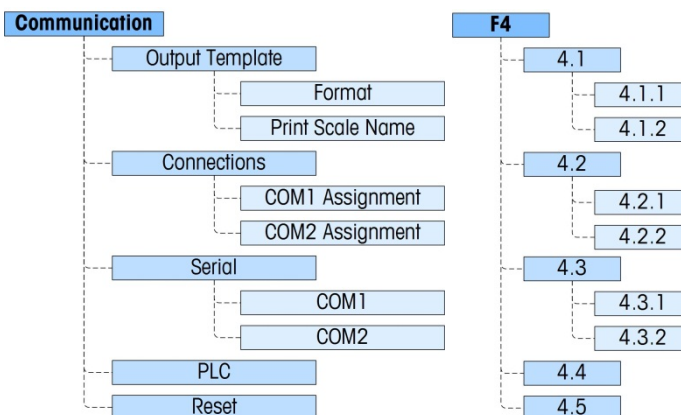 Communication F4
Output Template 4.1
Format 4.1.1
Print Scale Name 4.1.2
Connections 4.2
COM1 Assignment 4.2.1
COM2 Assignment 4.2.2
Serial 4.3
COM1 4.3.1
COM2 4.3.2
PLC 4.4
Reset 4.5